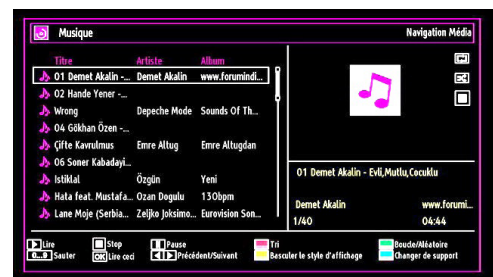 Musique Navigation Média
Titre Artiste Album
01 Demet Akalin -... Demet Akalin www.forumindi...
02 Hande Yener -...
Wrong Depeche Mode Sounds Of Th...
04 Gökhan Özen -...
Çifte Kavrulmus Emre Altug Emre Altugdan
06 Soner Kabadayi...
Istiklal Özgün Yeni
Hata feat. Mustafa... Ozan Dogulu 130bpm
Lane Moje (Serbia... Zeljko Joksimo... Eurovision Son...
01 Demet Akalin - Evli,Mutlu,Cocuklu
Demet Akalin www.forumi...
1/40 04:44
Lire Stop Pause Tri Boucle/Aléatoire
0...9 Sauter OK Lire ceci Précédent/Suivant Basculer le style d'affichage Changer de support